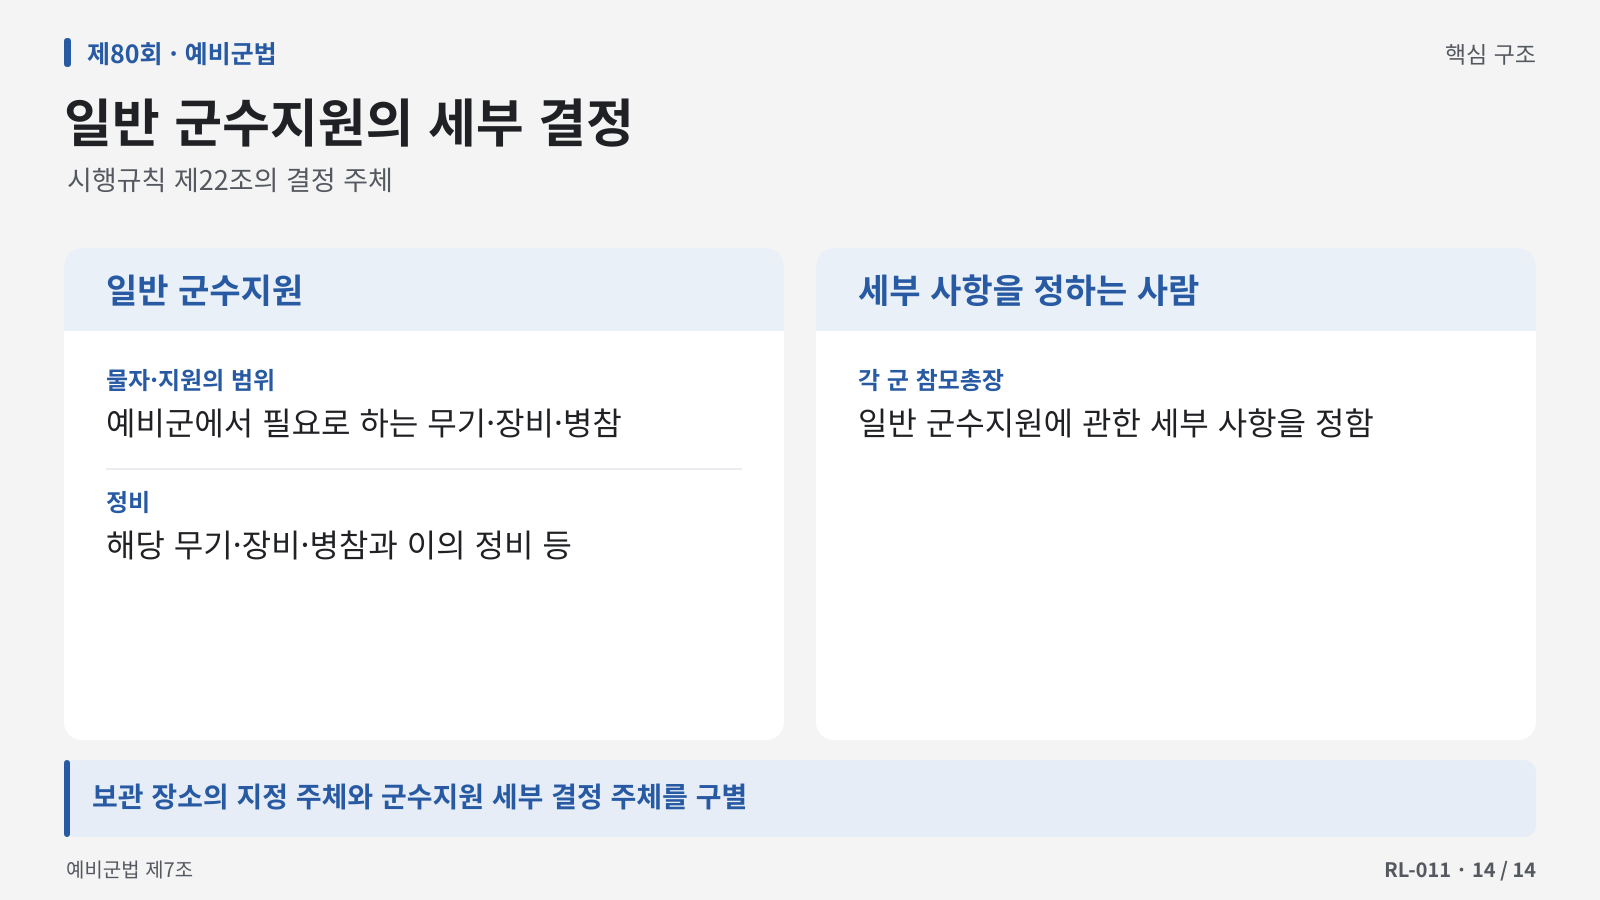 제80회 · 예비군법
핵심 구조
일반 군수지원의 세부 결정
시행규칙 제22조의 결정 주체
일반 군수지원
물자·지원의 범위
예비군에서 필요로 하는 무기·장비·병참
정비
해당 무기·장비·병참과 이의 정비 등
세부 사항을 정하는 사람
각 군 참모총장
일반 군수지원에 관한 세부 사항을 정함
보관 장소의 지정 주체와 군수지원 세부 결정 주체를 구별
예비군법 제7조
RL-011 · 14 / 14